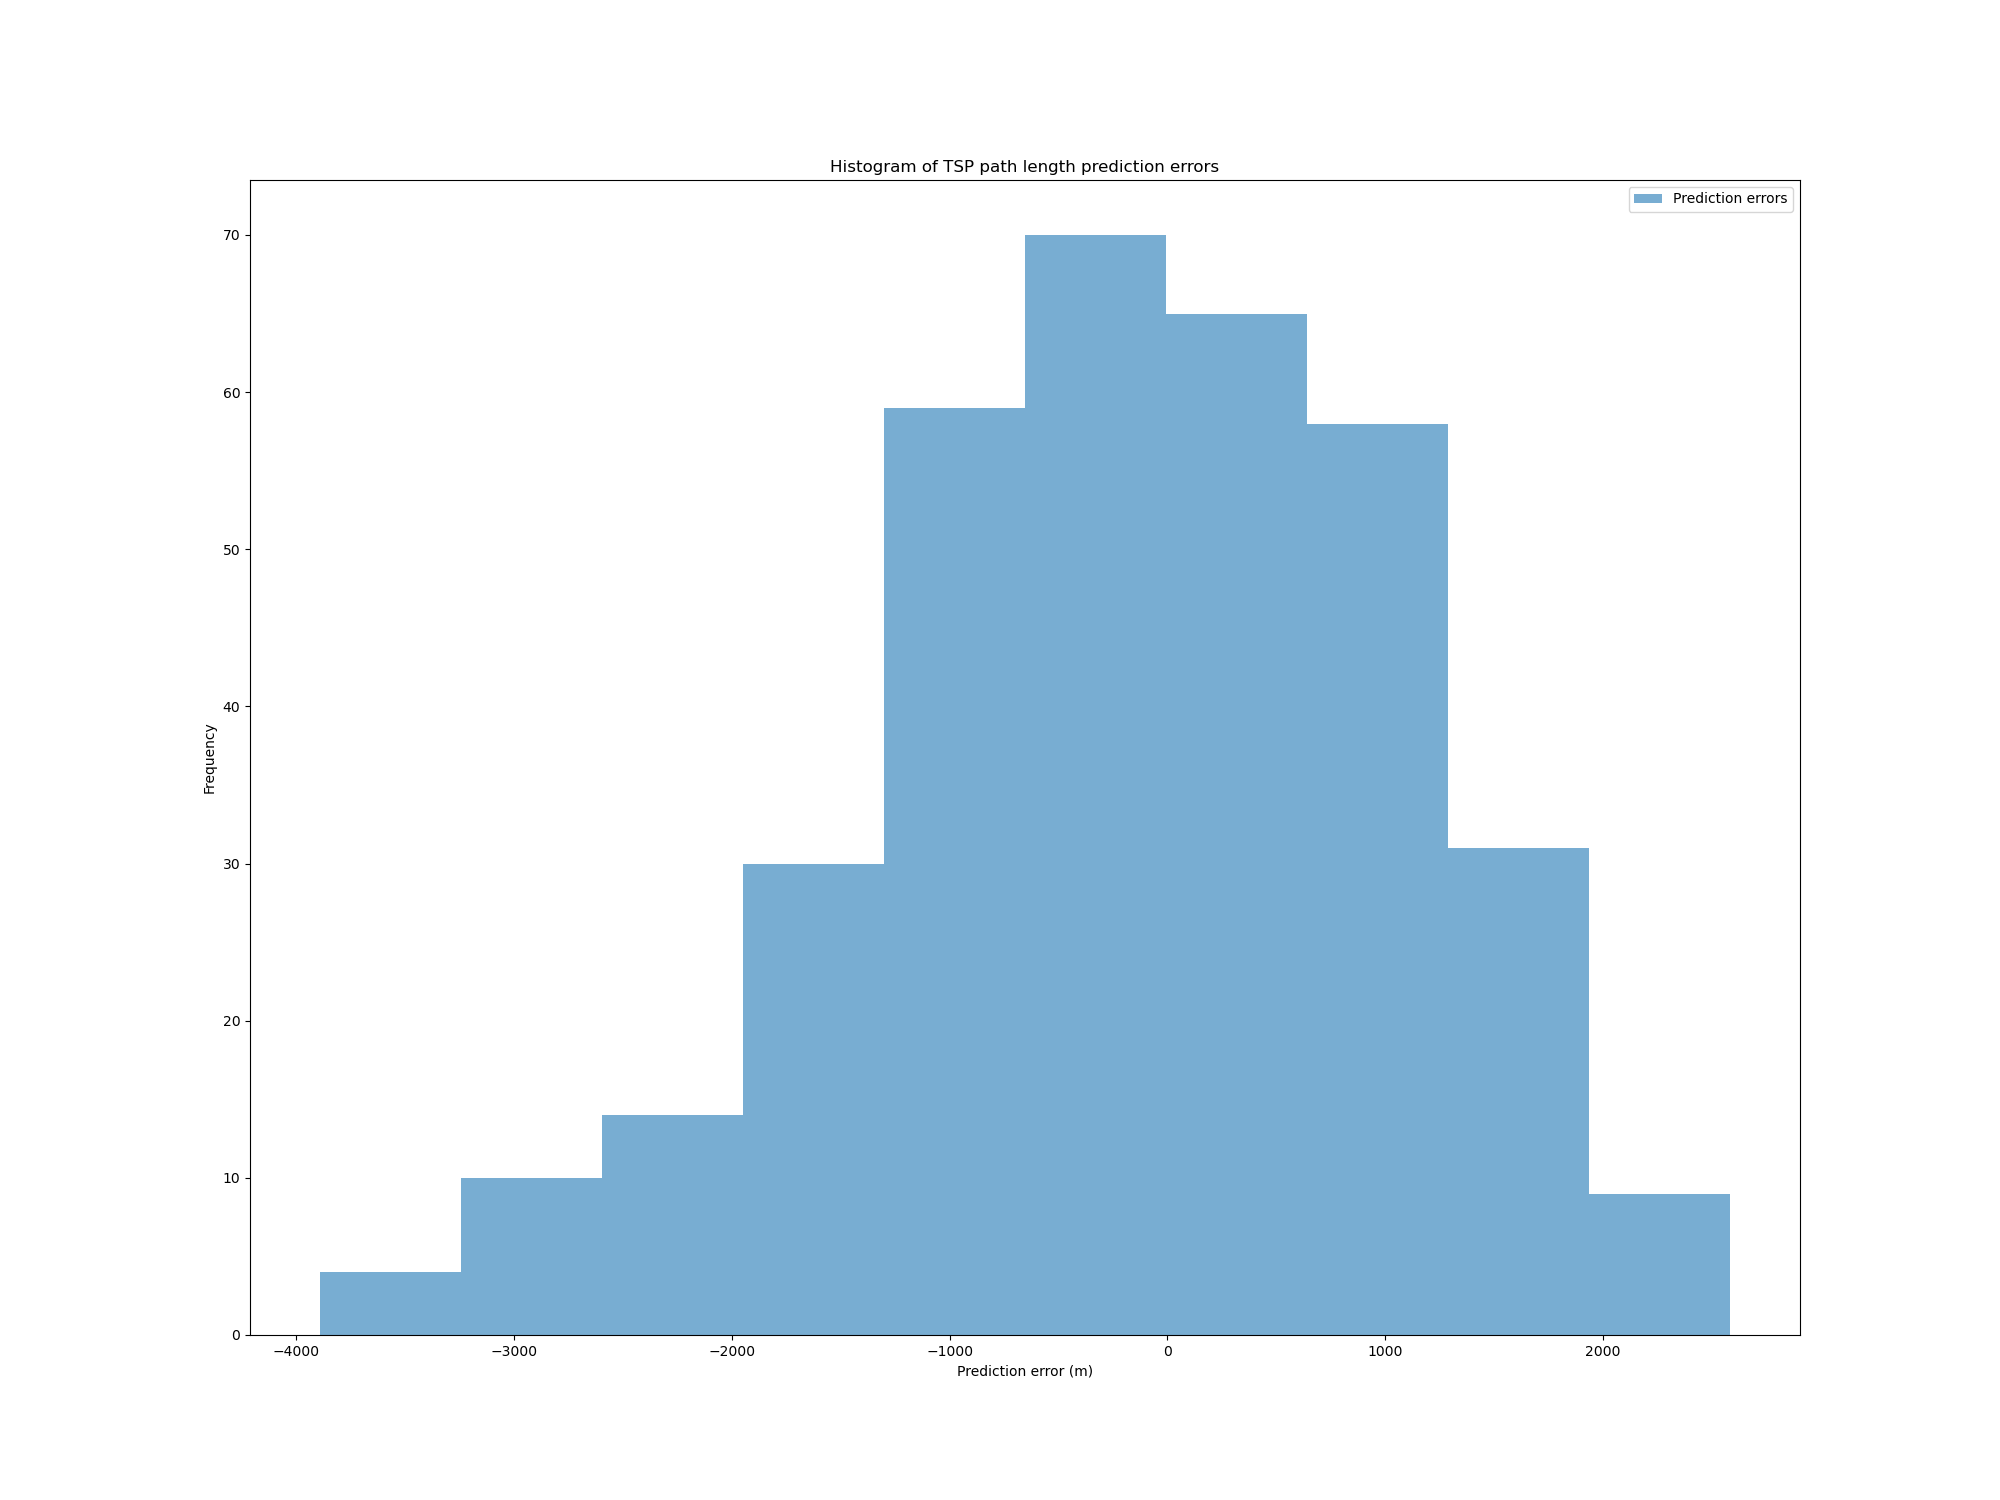 Histogram of TSP path length prediction errors
Prediction errors
70
60
50
40
30
20
10
0
Frequency
−4000 −3000 −2000 −1000 0 1000 2000
Prediction error (m)